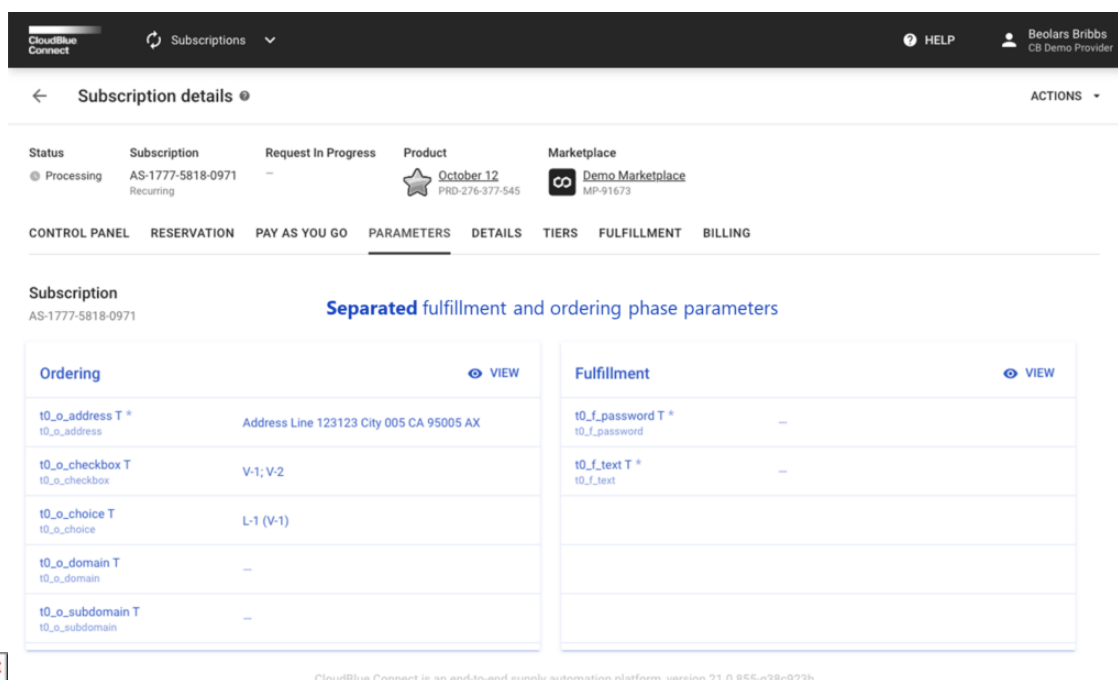 CloudBlue
Connect
Subscriptions
HELP
Beolars Bribbs
CB Demo Provider
Subscription details
ACTIONS
Status
Subscription
Request In Progress
Product
Marketplace
Processing
AS-1777-5818-0971
–
October 12
Demo Marketplace
Recurring
PRD-276-377-545
MP-91673
CONTROL PANEL RESERVATION PAY AS YOU GO PARAMETERS DETAILS TIERS FULFILLMENT BILLING
Subscription
AS-1777-5818-0971
Separated fulfillment and ordering phase parameters
Ordering
VIEW
t0_o_address T *
t0_o_address
Address Line 123123 City 005 CA 95005 AX
t0_o_checkbox T
t0_o_checkbox
V-1; V-2
t0_o_choice T
t0_o_choice
L-1 (V-1)
t0_o_domain T
t0_o_domain
–
t0_o_subdomain T
t0_o_subdomain
–
Fulfillment
VIEW
t0_f_password T *
t0_f_password
–
t0_f_text T *
t0_f_text
–
CloudBlue Connect is an end-to-end supply automation platform, version 21.0.855-g38c923b